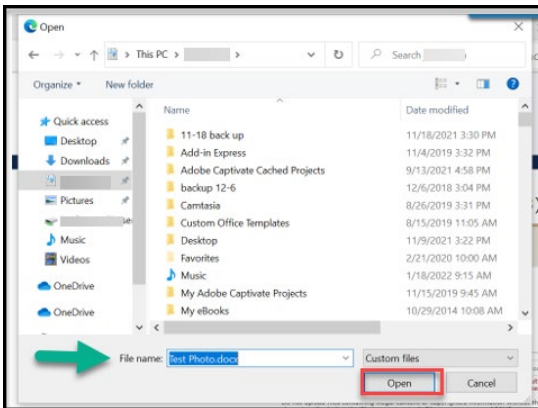 Open
This PC >
Search
Organize
New folder
Name
Date modified
Quick access
Desktop
Downloads
Pictures
Music
Videos
OneDrive
OneDrive
11-18 back up 11/18/2021 3:30 PM
Add-in Express 11/4/2019 3:32 PM
Adobe Captivate Cached Projects 9/13/2021 4:58 PM
backup 12-6 12/6/2018 3:04 PM
Camtasia 8/26/2019 3:31 PM
Custom Office Templates 8/15/2019 11:05 AM
Desktop 11/9/2021 3:22 PM
Favorites 2/21/2020 10:00 AM
Music 1/18/2022 9:15 AM
My Adobe Captivate Projects 11/15/2019 9:45 AM
My eBooks 10/29/2014 10:08 AM
File name: Test Photo.docx
Custom files
Open
Cancel